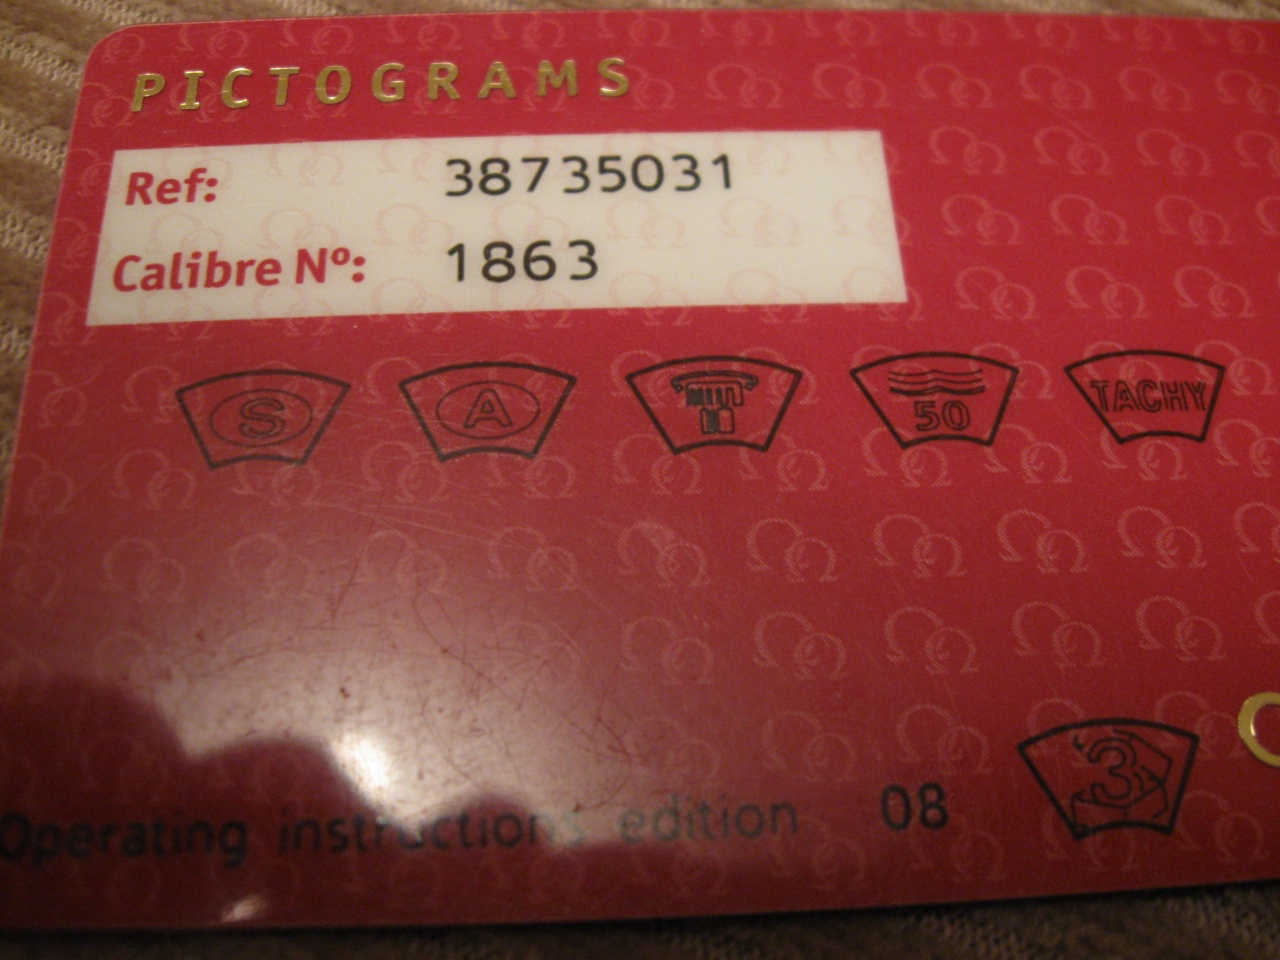 PICTOGRAMS
Ref: 38735031
Calibre Nº: 1863
S A 50 TACHY
3
Operating instructions edition 08